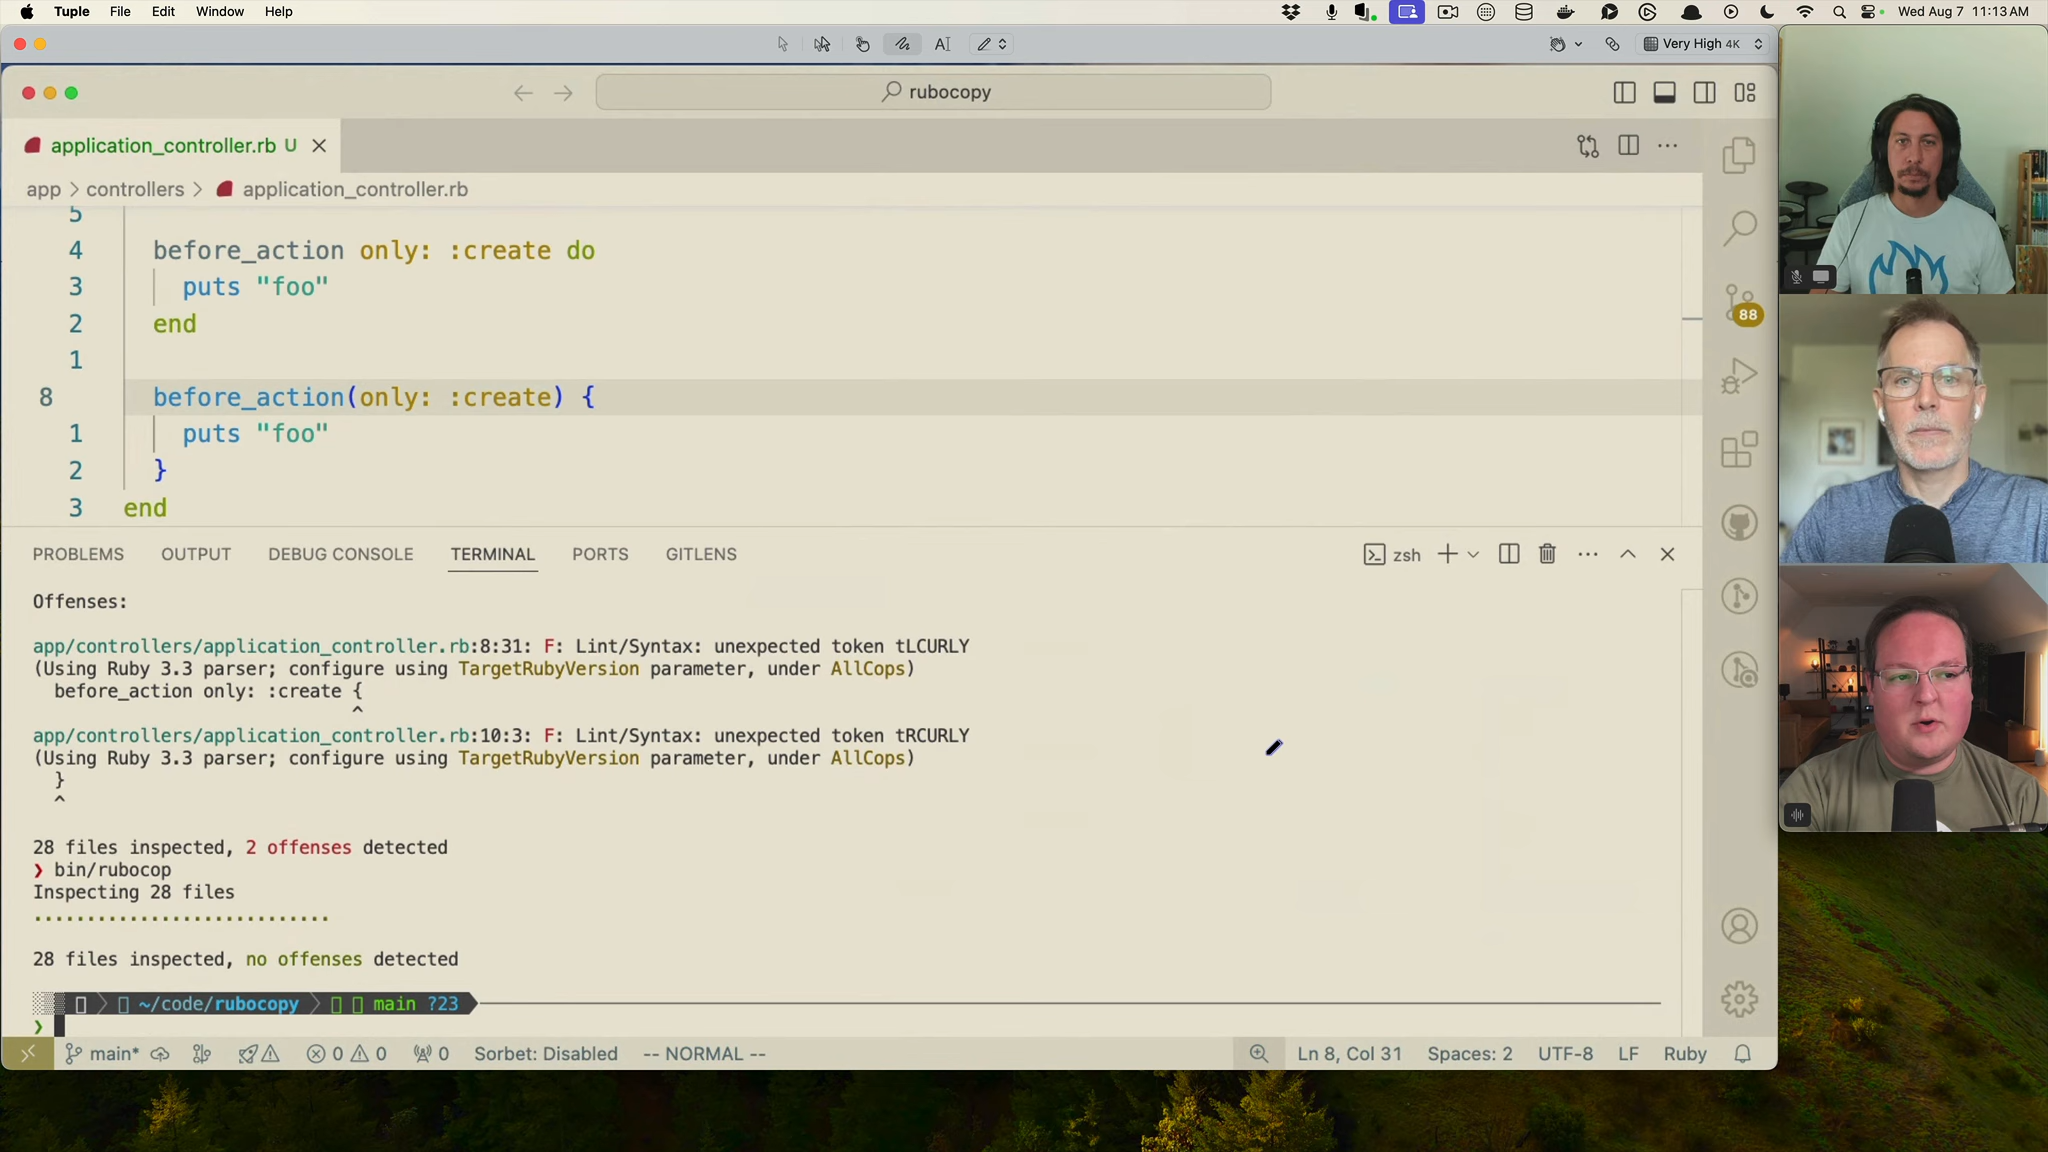 Tuple File Edit Window Help Wed Aug 7 11:13 AM
Very High 4K
rubocopy
application_controller.rb U
app > controllers > application_controller.rb
5
4 before_action only: :create do
3 puts "foo"
2 end
1
8 before_action(only: :create) {
1 puts "foo"
2 }
3 end
88
PROBLEMS OUTPUT DEBUG CONSOLE TERMINAL PORTS GITLENS zsh
Offenses:
app/controllers/application_controller.rb:8:31: F: Lint/Syntax: unexpected token tLCURLY
(Using Ruby 3.3 parser; configure using TargetRubyVersion parameter, under AllCops)
before_action only: :create {
^
app/controllers/application_controller.rb:10:3: F: Lint/Syntax: unexpected token tRCURLY
(Using Ruby 3.3 parser; configure using TargetRubyVersion parameter, under AllCops)
}
^
28 files inspected, 2 offenses detected
❯ bin/rubocop
Inspecting 28 files
............................
28 files inspected, no offenses detected
~/code/rubocopy main ?23
❯
main* 0 0 0 Sorbet: Disabled -- NORMAL -- Ln 8, Col 31 Spaces: 2 UTF-8 LF Ruby